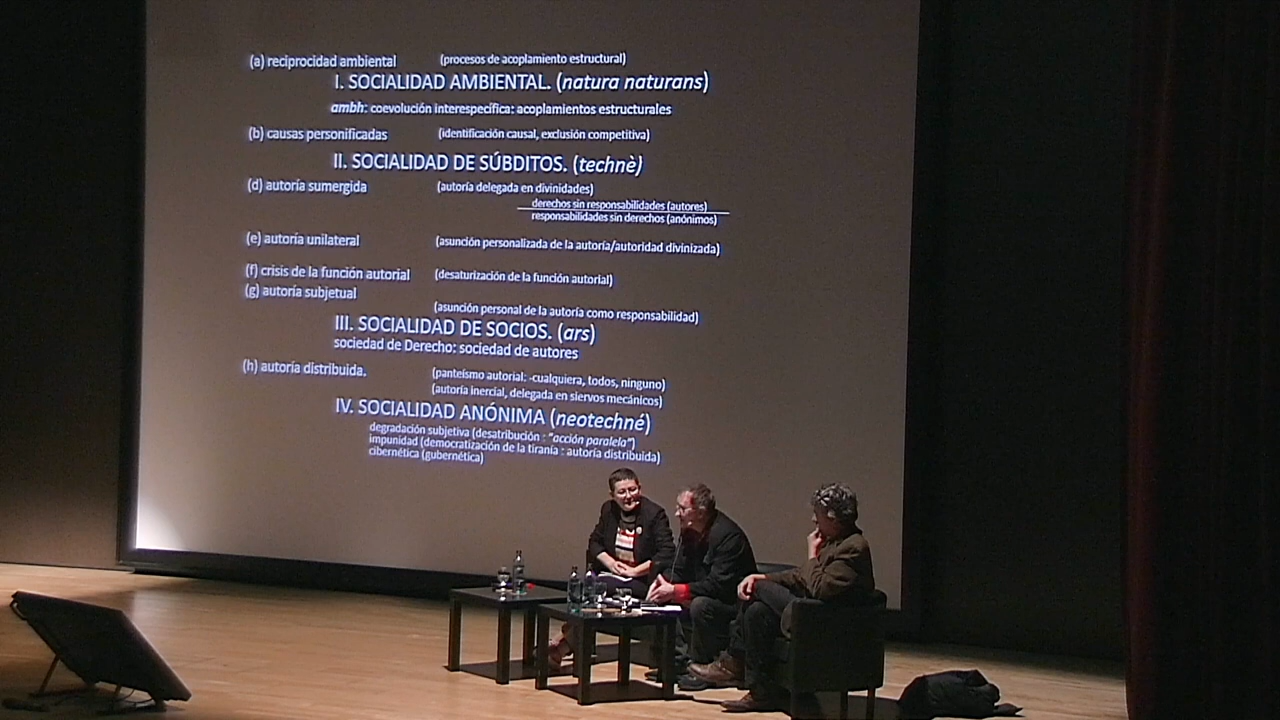 (a) reciprocidad ambiental (procesos de acoplamiento estructural)
I. SOCIALIDAD AMBIENTAL. (natura naturans)
ambh: coevolución interespecífica: acoplamientos estructurales
(b) causas personificadas (identificación causal, exclusión competitiva)
II. SOCIALIDAD DE SÚBDITOS. (technè)
(d) autoría sumergida (autoría delegada en divinidades)
derechos sin responsabilidades (autores)
responsabilidades sin derechos (anónimos)
(e) autoría unilateral (asunción personalizada de la autoría/autoridad divinizada)
(f) crisis de la función autorial (desaturización de la función autorial)
(g) autoría subjetual
(asunción personal de la autoría como responsabilidad)
III. SOCIALIDAD DE SOCIOS. (ars)
sociedad de Derecho: sociedad de autores
(h) autoría distribuida. (panteísmo autorial: -cualquiera, todos, ninguno)
(autoría inercial, delegada en siervos mecánicos)
IV. SOCIALIDAD ANÓNIMA (neotechné)
degradación subjetiva (desatribución : "acción paralela")
impunidad (democratización de la tiranía : autoría distribuida)
cibernética (gubernética)